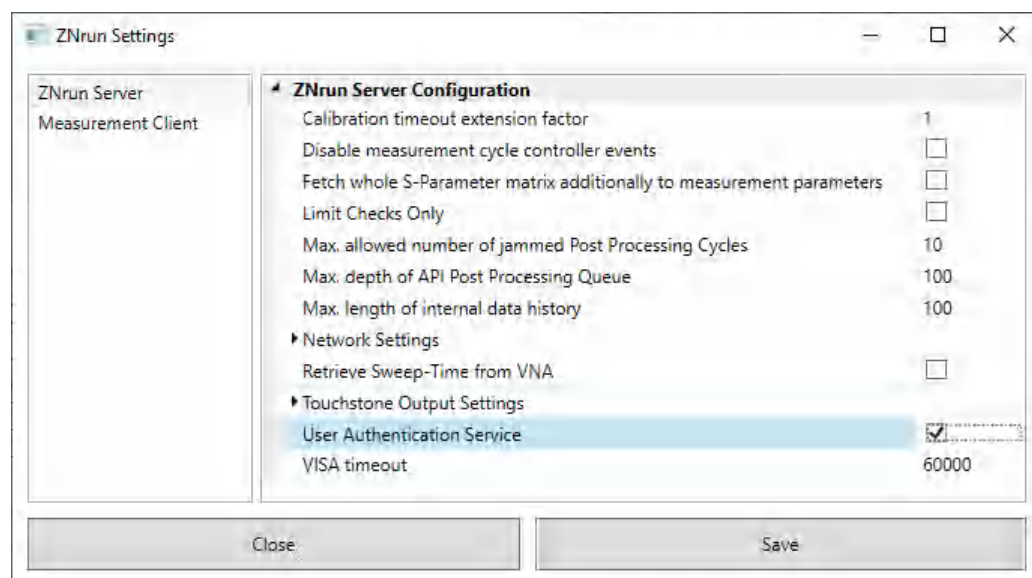 ZNrun Settings
ZNrun Server
Measurement Client
ZNrun Server Configuration
Calibration timeout extension factor 1
Disable measurement cycle controller events
Fetch whole S-Parameter matrix additionally to measurement parameters
Limit Checks Only
Max. allowed number of jammed Post Processing Cycles 10
Max. depth of API Post Processing Queue 100
Max. length of internal data history 100
Network Settings
Retrieve Sweep-Time from VNA
Touchstone Output Settings
User Authentication Service
VISA timeout 60000
Close Save